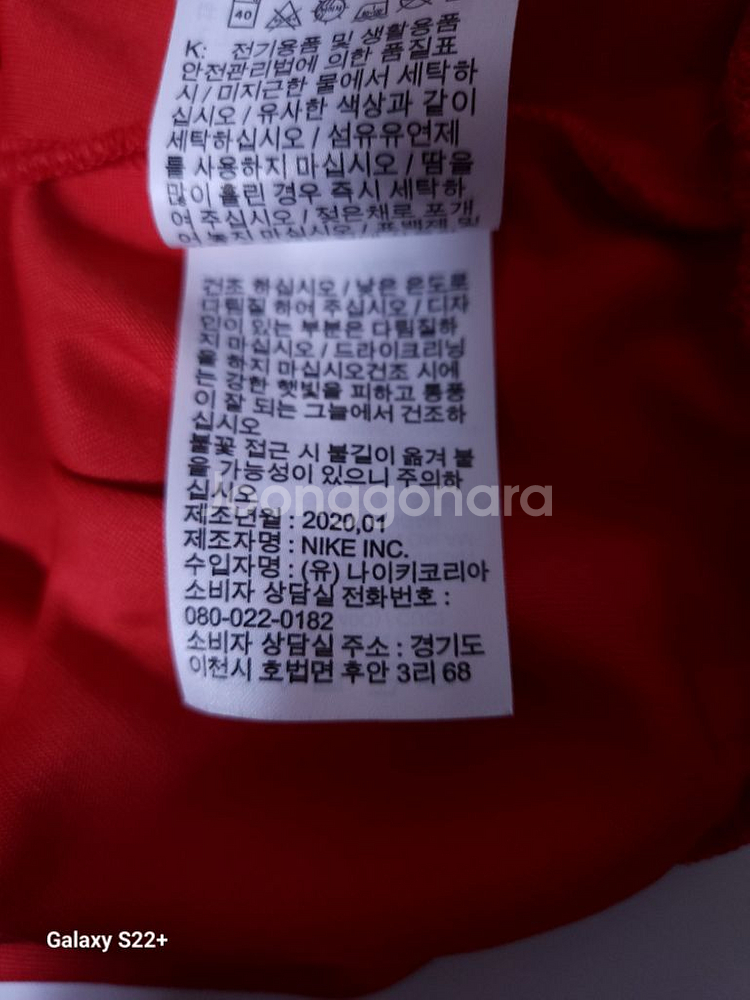 40
K: 전기용품 및 생활용품
안전관리법에 의한 품질표
시/미지근한 물에서 세탁하
십시오/유사한 색상과 같이
세탁하십시오/섬유유연제
를 사용하지 마십시오/땀을
많이 흘린 경우 즉시 세탁하
여 주십시오/젖은채로 포개
어 놓지 마십시오/표백제 및
건조 하십시오/낮은 온도로
다림질 하여 주십시오/디자
인이 있는 부분은 다림질하
지 마십시오/드라이크리닝
을 하지 마십시오건조 시에
는 강한 햇빛을 피하고 통풍
이 잘 되는 그늘에서 건조하
십시오
불꽃 접근 시 불길이 옮겨 붙
을 가능성이 있으니 주의하
십시오
joonggonara
제조년월 : 2020,01
제조자명 : NIKE INC.
수입자명 : (유) 나이키코리아
소비자 상담실 전화번호 :
080-022-0182
소비자 상담실 주소 : 경기도
이천시 호법면 후안 3리 68
Galaxy S22+